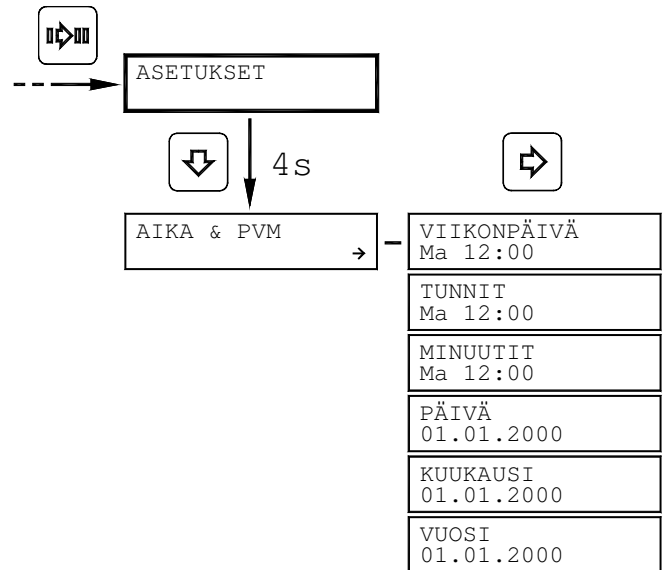 ASETUKSET
4s
AIKA & PVM
→
VIIKONPÄIVÄ
Ma 12:00
TUNNIT
Ma 12:00
MINUUTIT
Ma 12:00
PÄIVÄ
01.01.2000
KUUKAUSI
01.01.2000
VUOSI
01.01.2000